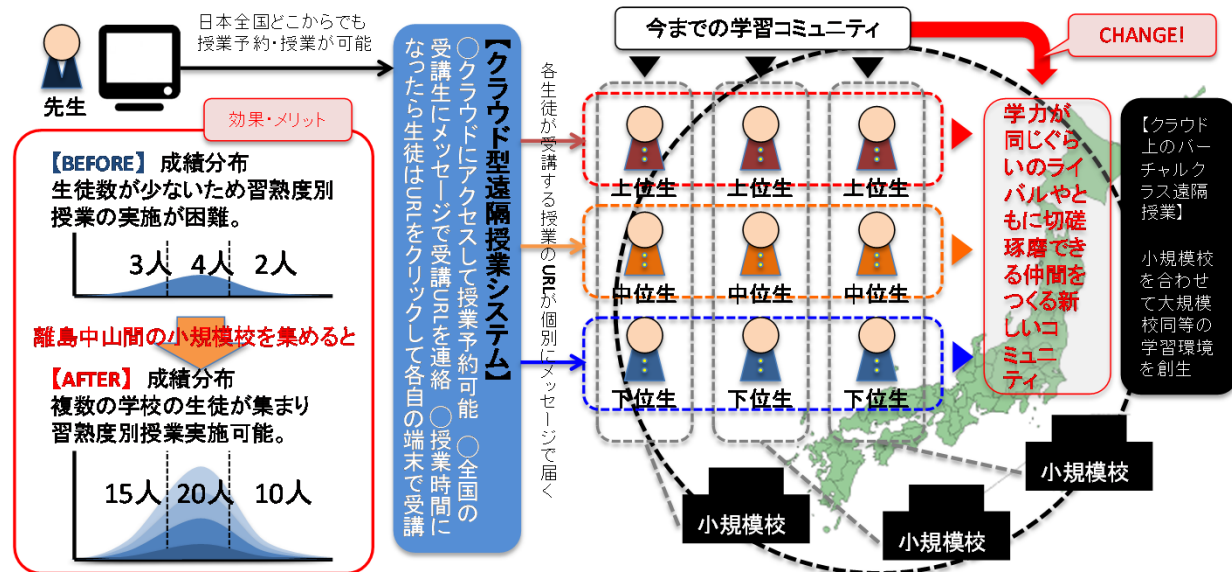 日本全国どこからでも
授業予約・授業が可能
先生
効果・メリット
【BEFORE】 成績分布
生徒数が少ないため習熟度別
授業の実施が困難。
3人 4人 2人
離島中山間の小規模校を集めると
【AFTER】 成績分布
複数の学校の生徒が集まり
習熟度別授業実施可能。
15人 20人 10人
【クラウド型遠隔授業システム】
○クラウドにアクセスして授業予約可能 ○全国の
受講生にメッセージで受講URLを連絡 ○授業時間に
なったら生徒はURLをクリックして各自の端末で受講
各生徒が受講する授業のURLが個別にメッセージで届く
今までの学習コミュニティ
CHANGE!
上位生 上位生 上位生
中位生 中位生 中位生
下位生 下位生 下位生
学力が
同じぐら
いのライ
バルやと
もに切磋
琢磨でき
る仲間を
つくる新
しいコ
ミュニ
ティ
【クラウド
上のバー
チャルク
ラス遠隔
授業】
小規模校
を合わせ
て大規模
校同等の
学習環境
を創生
小規模校
小規模校
小規模校